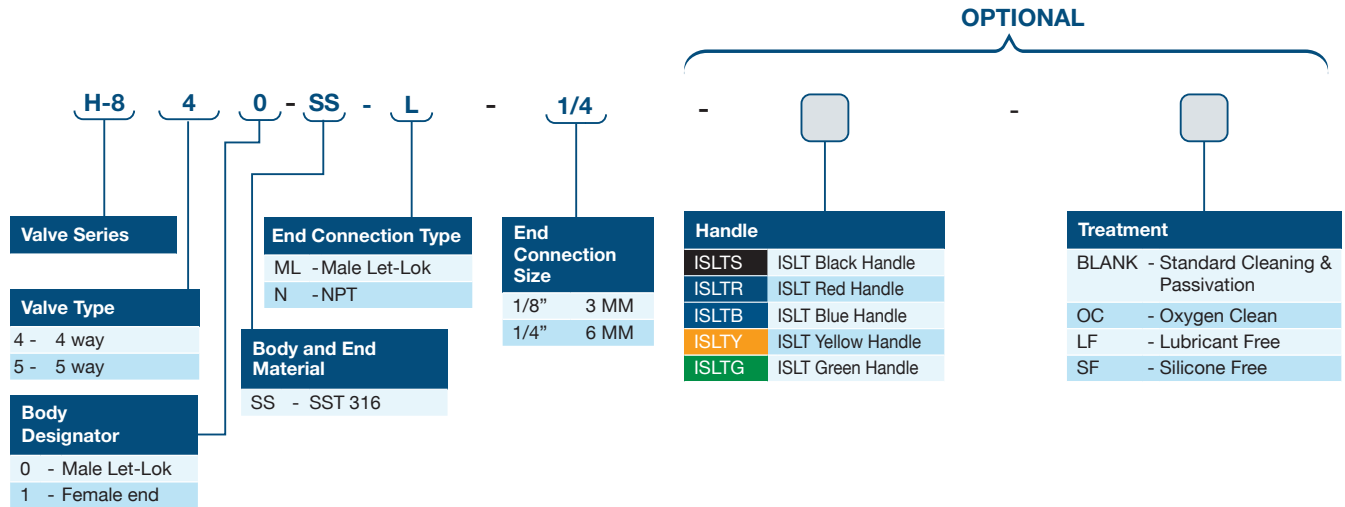 OPTIONAL
H-8 4 0 - SS - L - 1/4 - -
Valve Series
Valve Type
4 - 4 way
5 - 5 way
Body
Designator
0 - Male Let-Lok
1 - Female end
Body and End
Material
SS - SST 316
End Connection Type
ML - Male Let-Lok
N - NPT
End
Connection
Size
1/8” 3 MM
1/4” 6 MM
Handle
ISLTS ISLT Black Handle
ISLTR ISLT Red Handle
ISLTB ISLT Blue Handle
ISLTY ISLT Yellow Handle
ISLTG ISLT Green Handle
Treatment
BLANK - Standard Cleaning &
Passivation
OC - Oxygen Clean
LF - Lubricant Free
SF - Silicone Free